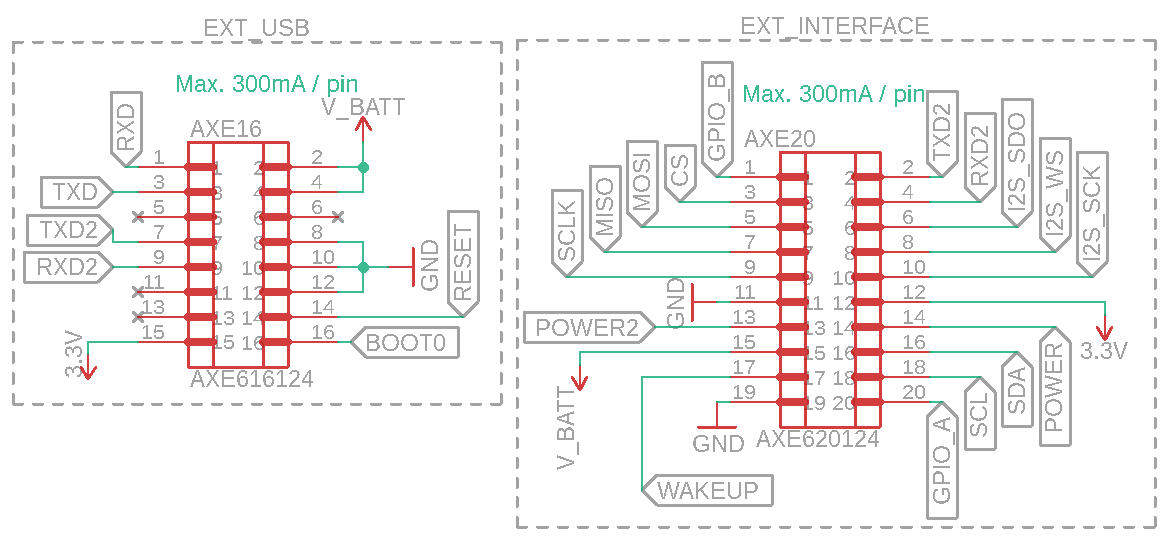 EXT_USB
Max. 300mA / pin
V_BATT
RXD
AXE16
1
1
2
2
TXD
3
3
4
4
5
5
6
6
TXD2
7
7
8
8
RXD2
9
9
10
10
GND
RESET
11
11
12
12
13
13
14
14
3.3V
15
15
16
16
BOOT0
AXE616124
EXT_INTERFACE
Max. 300mA / pin
GPIO_B
AXE20
TXD2
RXD2
I2S_SDO
I2S_WS
I2S_SCK
CS
MOSI
MISO
SCLK
1
1
2
2
3
3
4
4
5
5
6
6
7
7
8
8
9
9
10
10
GND
11
11
12
12
3.3V
POWER2
13
13
14
14
POWER
15
15
16
16
SDA
V_BATT
17
17
18
18
SCL
19
19
20
20
GPIO_A
GND
AXE620124
WAKEUP